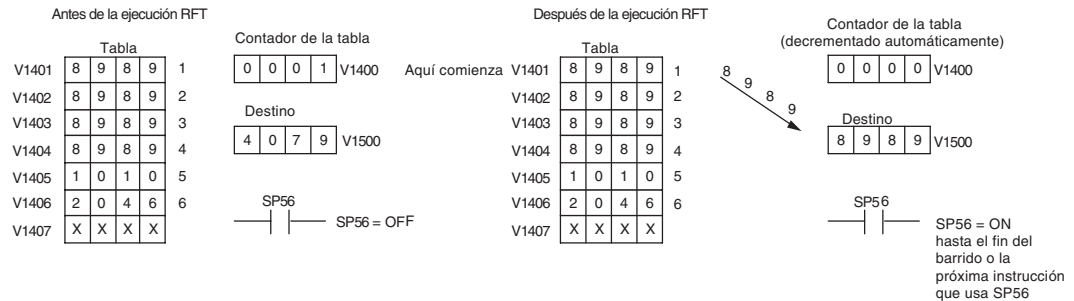 Antes de la ejecución RFT
Tabla
V1401 8 9 8 9 1
V1402 8 9 8 9 2
V1403 8 9 8 9 3
V1404 8 9 8 9 4
V1405 1 0 1 0 5
V1406 2 0 4 6 6
V1407 X X X X
Contador de la tabla
0 0 0 1 V1400
Destino
4 0 7 9 V1500
SP56
SP56 = OFF
Después de la ejecución RFT
Tabla
Aquí comienza V1401 8 9 8 9 1
V1402 8 9 8 9 2
V1403 8 9 8 9 3
V1404 8 9 8 9 4
V1405 1 0 1 0 5
V1406 2 0 4 6 6
V1407 X X X X
8 9 8 9
Contador de la tabla
(decrementado automáticamente)
0 0 0 0 V1400
Destino
8 9 8 9 V1500
SP56
SP56 = ON
hasta el fin del
barrido o la
próxima instrucción
que usa SP56